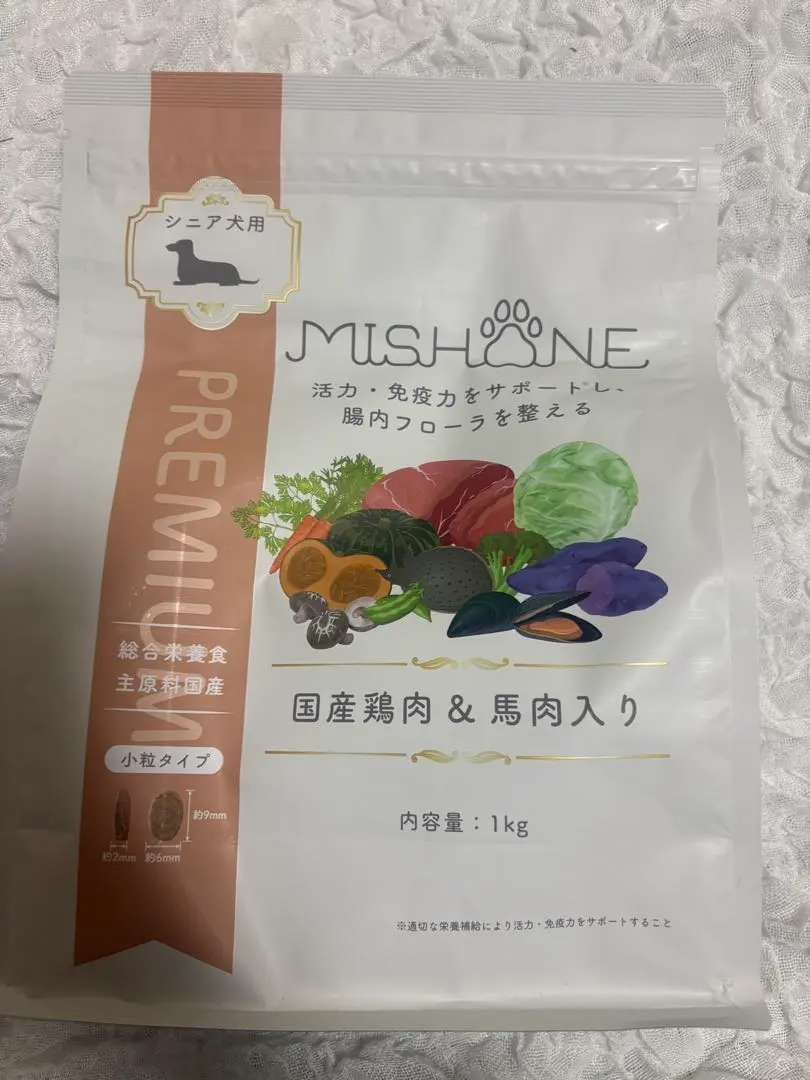 シニア犬用
MISHONE
活力・免疫力をサポートし、
腸内フローラを整える
PREMIUM
総合栄養食
主原料国産
小粒タイプ
約9mm
約2mm 約6mm
国産鶏肉 & 馬肉入り
内容量：1kg
※適切な栄養補給により活力・免疫力をサポートすること